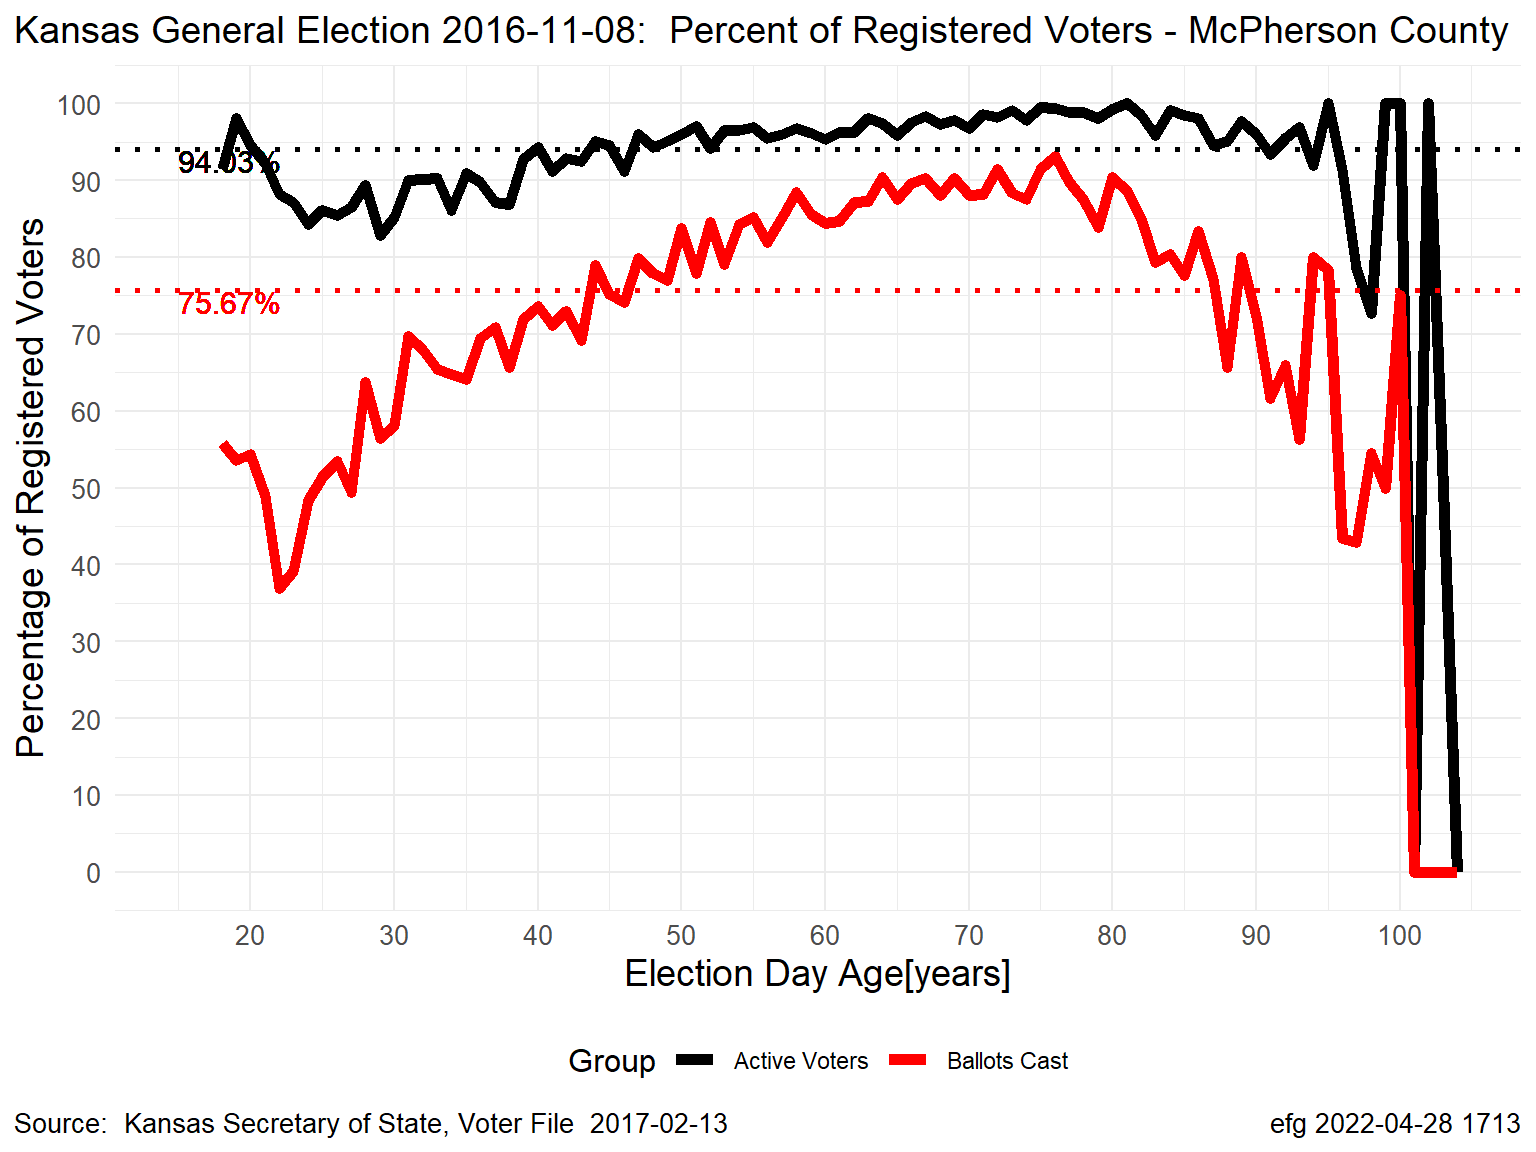 Kansas General Election 2016-11-08:  Percent of Registered Voters - McPherson County
Percentage of Registered Voters
100
90
80
70
60
50
40
30
20
10
0
94.03%
75.67%
20 30 40 50 60 70 80 90 100
Election Day Age[years]
Group Active Voters Ballots Cast
Source:  Kansas Secretary of State, Voter File  2017-02-13
efg 2022-04-28 1713